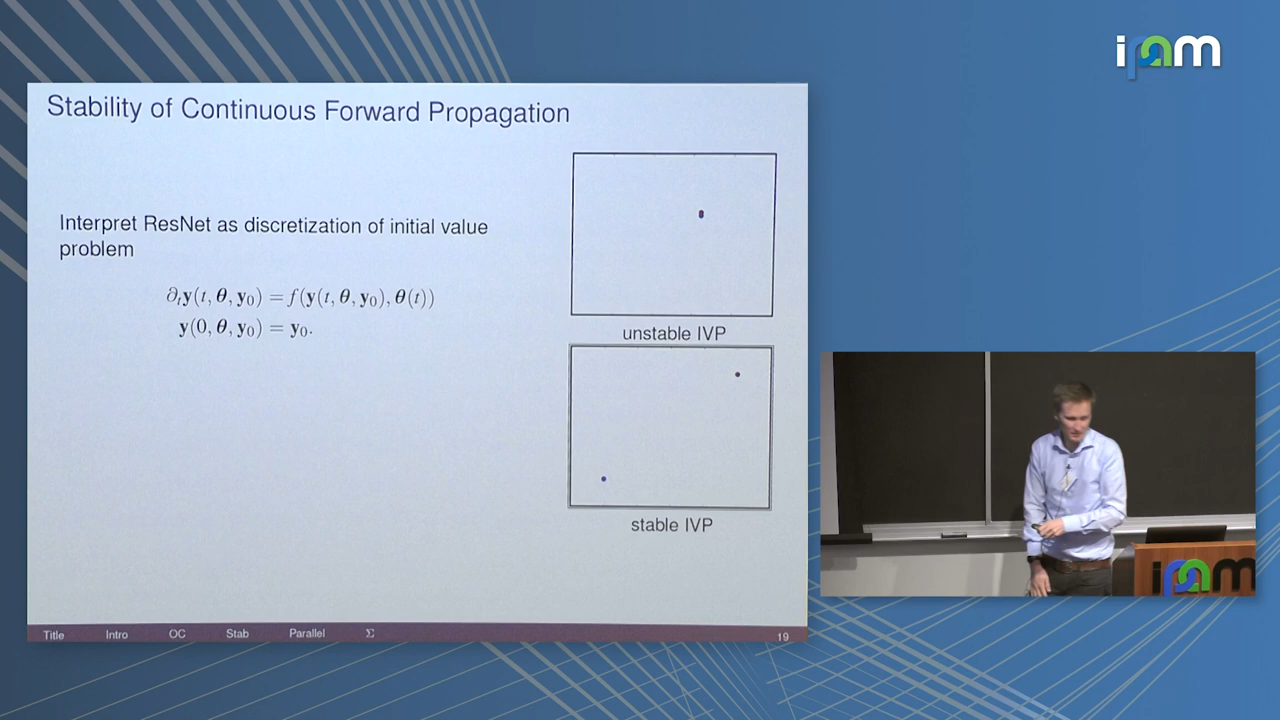 ipam
Stability of Continuous Forward Propagation
Interpret ResNet as discretization of initial value
problem
∂ₜy(t, θ, y₀) = f(y(t, θ, y₀), θ(t))
y(0, θ, y₀) = y₀.
unstable IVP
stable IVP
ipam
Title Intro OC Stab Parallel Σ 19